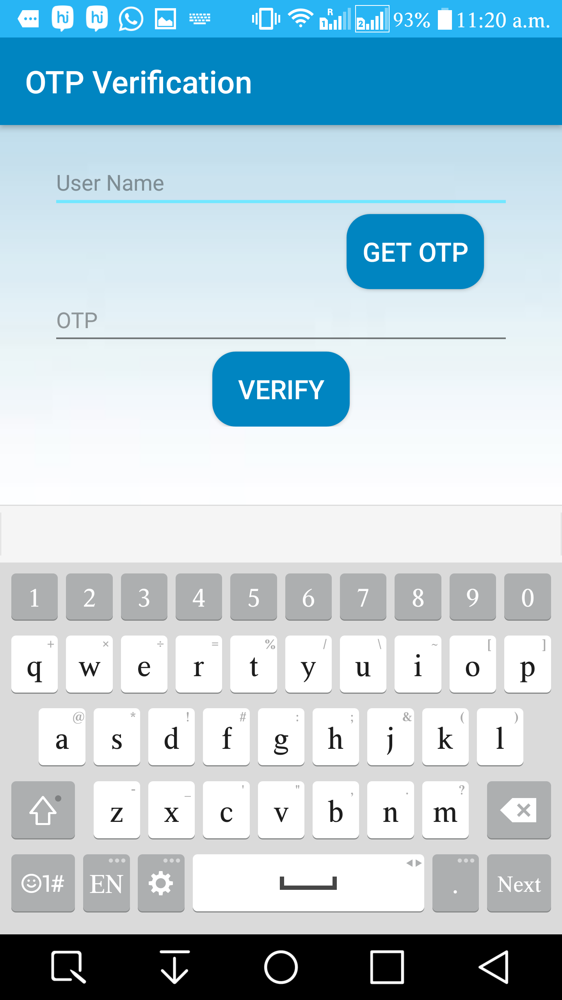 hi hi R 1 2 93% 11:20 a.m.
OTP Verification
User Name
GET OTP
OTP
VERIFY
1 2 3 4 5 6 7 8 9 0
+ × ÷ = % / \ ~ [ ]
q w e r t y u i o p
@ * ! # : ; & ( )
a s d f g h j k l
- _ ' " , . ?
z x c v b n m
1# EN . Next